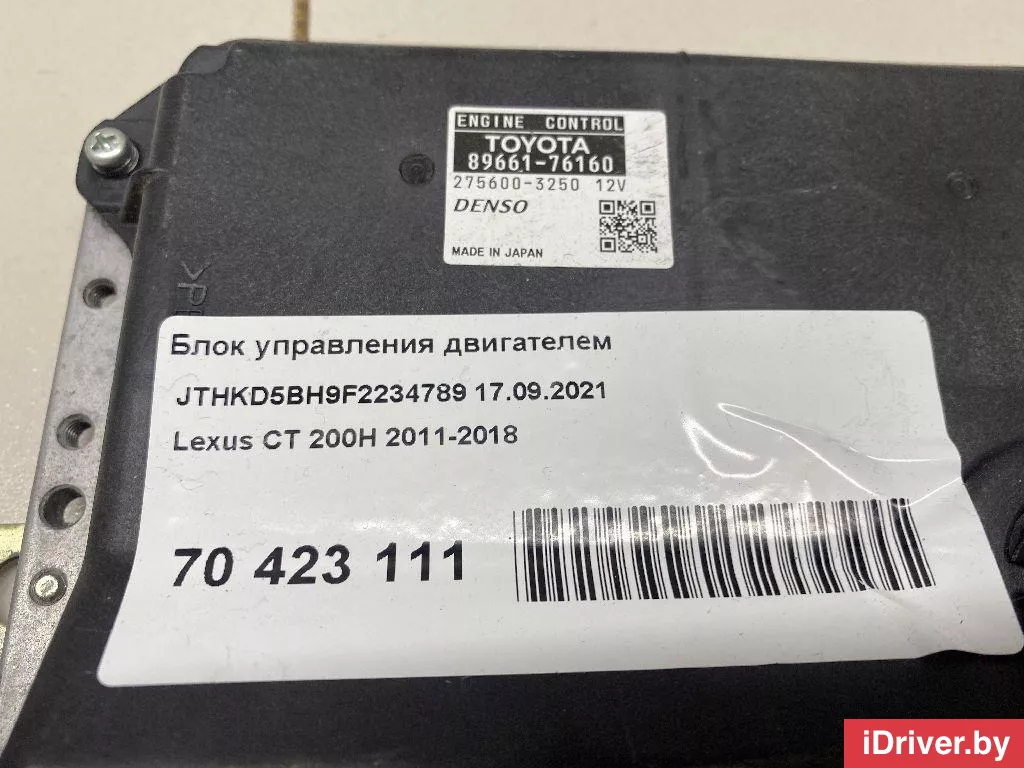 ENGINE CONTROL
TOYOTA
89661-76160
275600-3250 12V
DENSO
MADE IN JAPAN
Блок управления двигателем
JTHKD5BH9F2234789 17.09.2021
Lexus CT 200H 2011-2018
70 423 111
iDriver.by